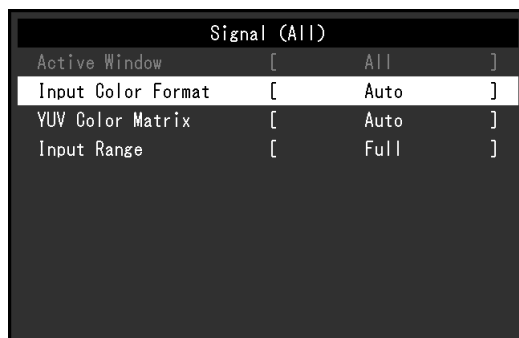 Signal (All)
Active Window [ All ]
Input Color Format [ Auto ]
YUV Color Matrix [ Auto ]
Input Range [ Full ]